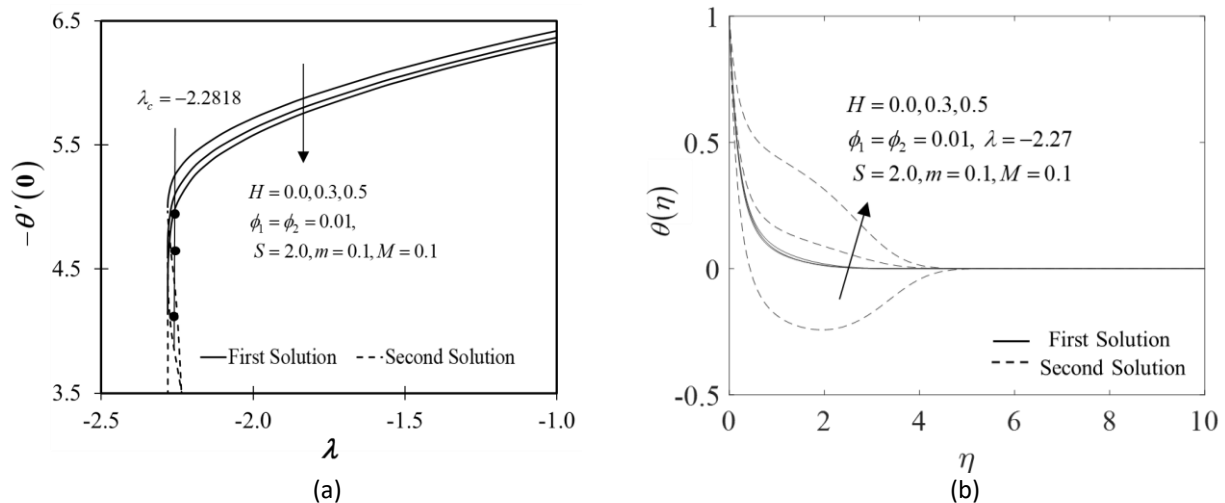 6.5
5.5
4.5
3.5
-θ'(0)
λc = -2.2818
H = 0.0, 0.3, 0.5
ϕ1 = ϕ2 = 0.01,
S = 2.0, m = 0.1, M = 0.1
First Solution Second Solution
-2.5 -2.0 -1.5 -1.0
λ
(a)
1
0.5
0
-0.5
θ(η)
H = 0.0, 0.3, 0.5
ϕ1 = ϕ2 = 0.01, λ = -2.27
S = 2.0, m = 0.1, M = 0.1
First Solution
Second Solution
0 2 4 6 8 10
η
(b)